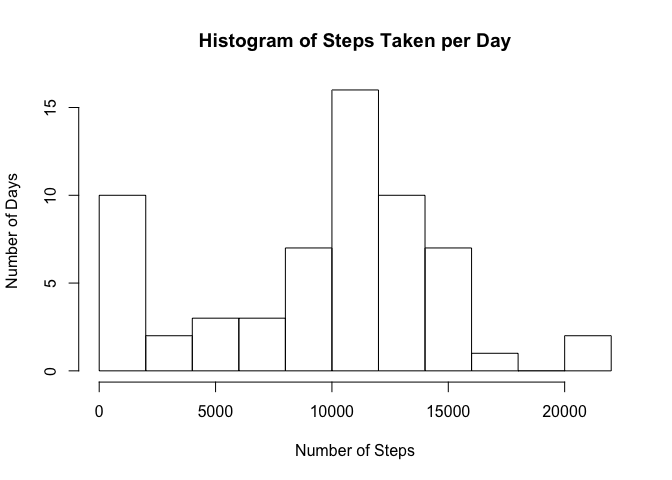 Histogram of Steps Taken per Day
15
10
5
0
Number of Days
0 5000 10000 15000 20000
Number of Steps